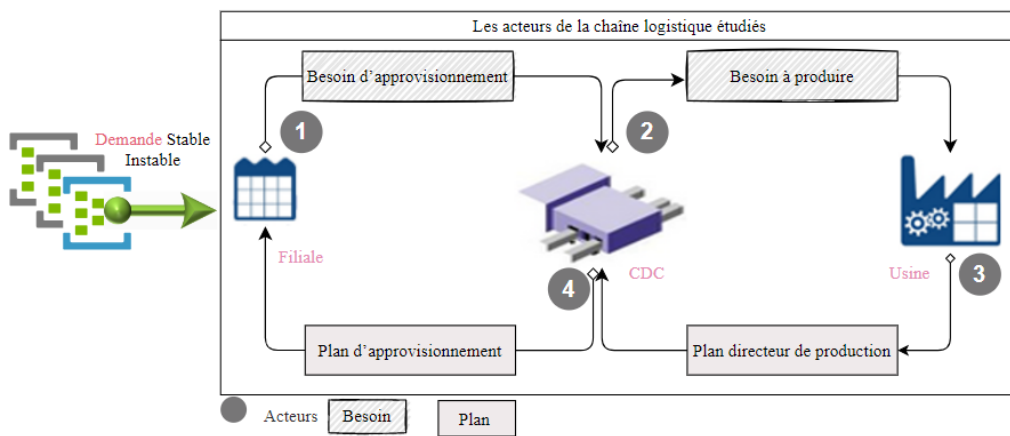 Les acteurs de la chaîne logistique étudiés
Besoin d'approvisionnement
Besoin à produire
1
2
Demande Stable
Instable
Filiale
CDC
Usine
3
4
Plan d'approvisionnement
Plan directeur de production
Acteurs
Besoin
Plan